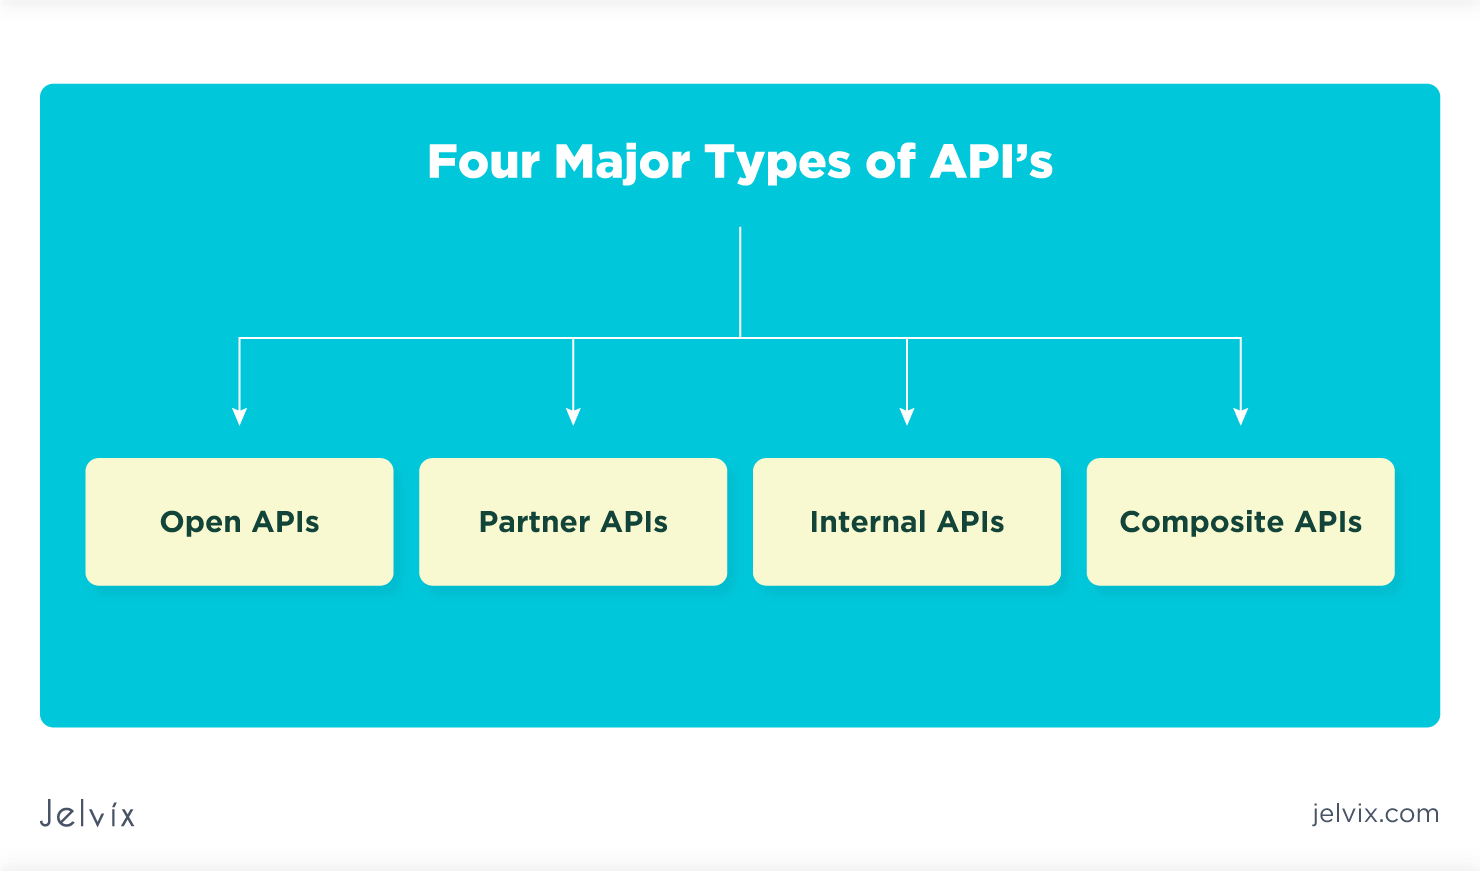 Four Major Types of API’s
Open APIs
Partner APIs
Internal APIs
Composite APIs
Jelvix
jelvix.com